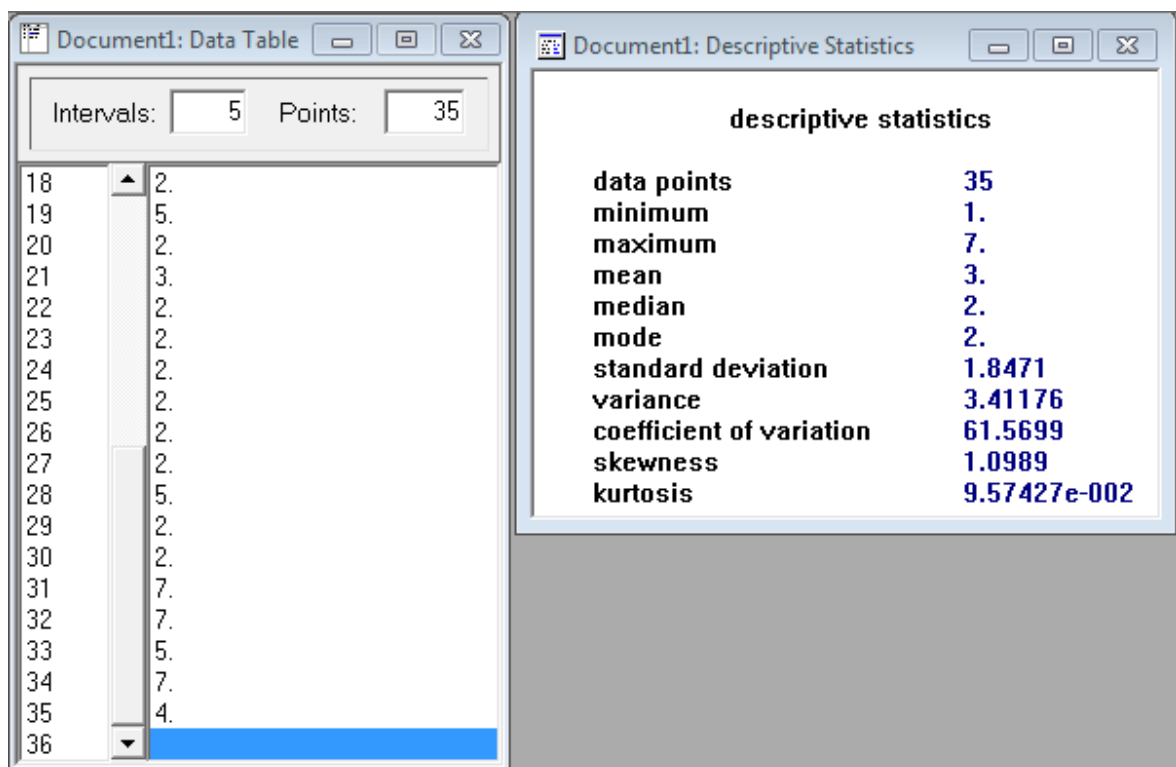 Document1: Data Table
Intervals: 5 Points: 35
18 2.
19 5.
20 2.
21 3.
22 2.
23 2.
24 2.
25 2.
26 2.
27 2.
28 5.
29 2.
30 2.
31 7.
32 7.
33 5.
34 7.
35 4.
36
Document1: Descriptive Statistics
descriptive statistics
data points 35
minimum 1.
maximum 7.
mean 3.
median 2.
mode 2.
standard deviation 1.8471
variance 3.41176
coefficient of variation 61.5699
skewness 1.0989
kurtosis 9.57427e-002